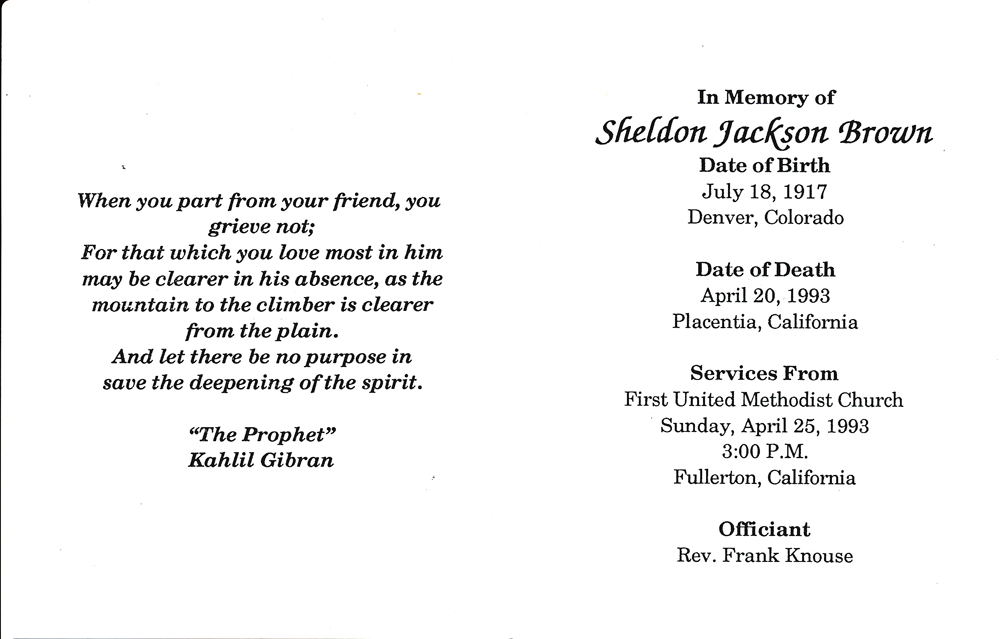 When you part from your friend, you
grieve not;
For that which you love most in him
may be clearer in his absence, as the
mountain to the climber is clearer
from the plain.
And let there be no purpose in
save the deepening of the spirit.
“The Prophet”
Kahlil Gibran
In Memory of
Sheldon Jackson Brown
Date of Birth
July 18, 1917
Denver, Colorado
Date of Death
April 20, 1993
Placentia, California
Services From
First United Methodist Church
Sunday, April 25, 1993
3:00 P.M.
Fullerton, California
Officiant
Rev. Frank Knouse